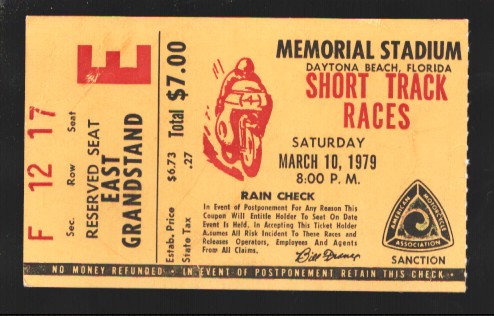 F 12 17
Sec. Row Seat
RESERVED SEAT
EAST
GRANDSTAND
E
Estab. Price $6.73
State Tax .27
Total $7.00
4
MEMORIAL STADIUM
DAYTONA BEACH, FLORIDA
SHORT TRACK
RACES
SATURDAY
MARCH 10, 1979
8:00 P. M.
RAIN CHECK
In Event of Postponement For Any Reason This
Coupon Will Entitle Holder To Seat On Date
Event Is Held. In Accepting This Ticket Holder
Assumes All Risk Incident To These Races and
Releases Operators, Employees And Agents
From All Claims.
AMERICAN MOTORCYCLE
ASSOCIATION
SANCTION
NO MONEY REFUNDED - IN EVENT OF POSTPONEMENT RETAIN THIS CHECK •